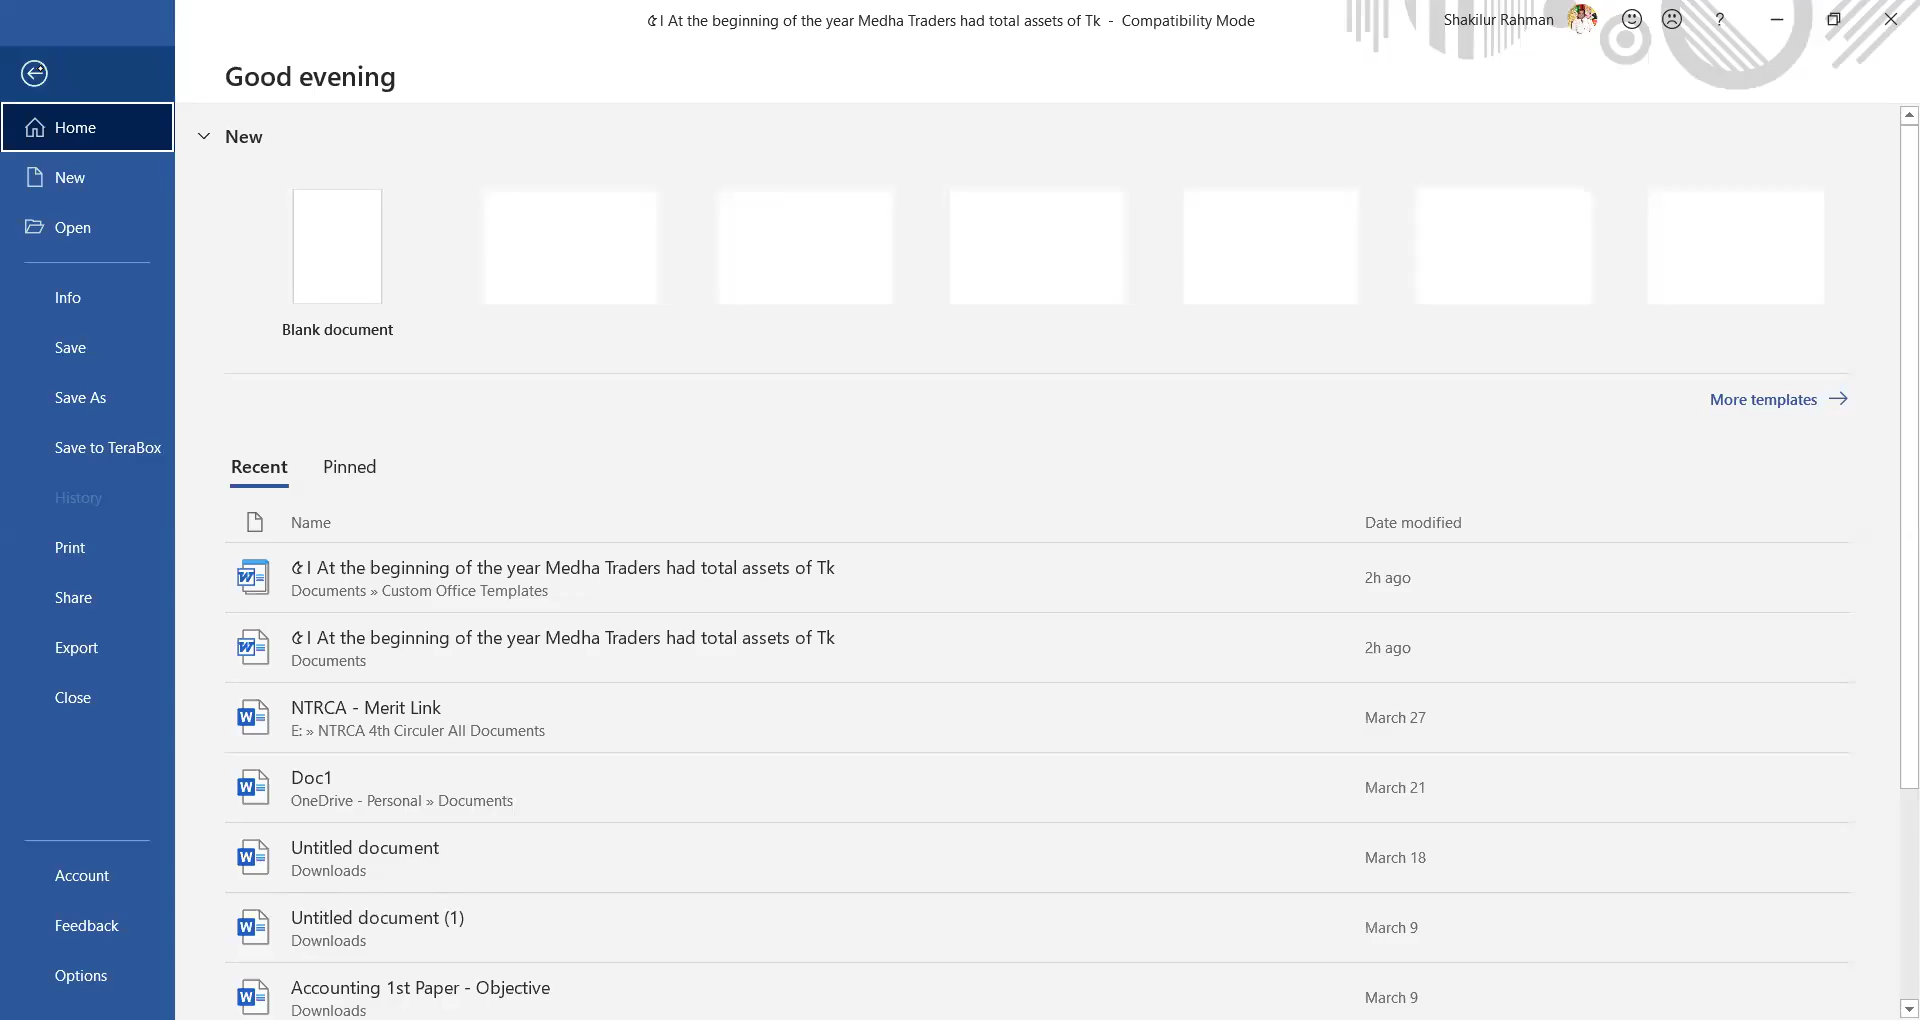 ৫। At the beginning of the year Medha Traders had total assets of Tk - Compatibility Mode
Shakilur Rahman
?
Good evening
Home
New
Open
Info
Save
Save As
Save to TeraBox
History
Print
Share
Export
Close
Account
Feedback
Options
New
Blank document
More templates
Recent Pinned
Name Date modified
৫। At the beginning of the year Medha Traders had total assets of Tk
Documents » Custom Office Templates
2h ago
৫। At the beginning of the year Medha Traders had total assets of Tk
Documents
2h ago
NTRCA - Merit Link
E: » NTRCA 4th Circuler All Documents
March 27
Doc1
OneDrive - Personal » Documents
March 21
Untitled document
Downloads
March 18
Untitled document (1)
Downloads
March 9
Accounting 1st Paper - Objective
Downloads
March 9